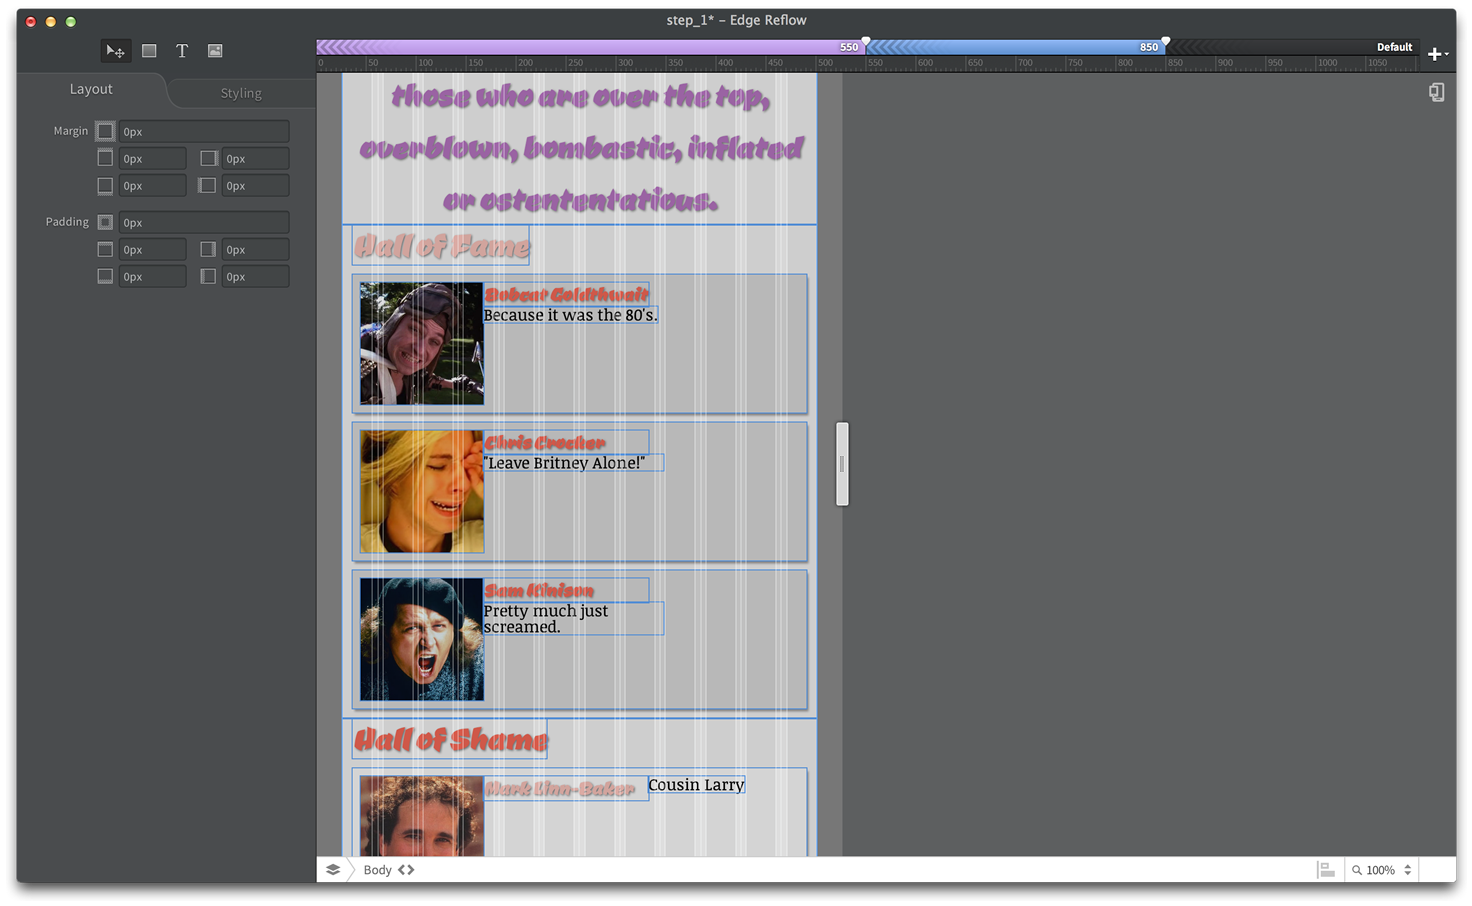 step_1* – Edge Reflow
T
550
850
Default
0 50 100 150 200 250 300 350 400 450 500 550 600 650 700 750 800 850 900 950 1000 1050
Layout
Styling
Margin 0px
0px 0px
0px 0px
Padding 0px
0px 0px
0px 0px
those who are over the top,
overblown, bombastic, inflated
or ostententatious.
Hall of Fame
Bobcat Goldthwait
Because it was the 80's.
Chris Crocker
"Leave Britney Alone!"
Sam Kinison
Pretty much just
screamed.
Hall of Shame
Mark Linn-Baker
Cousin Larry
Body
100%